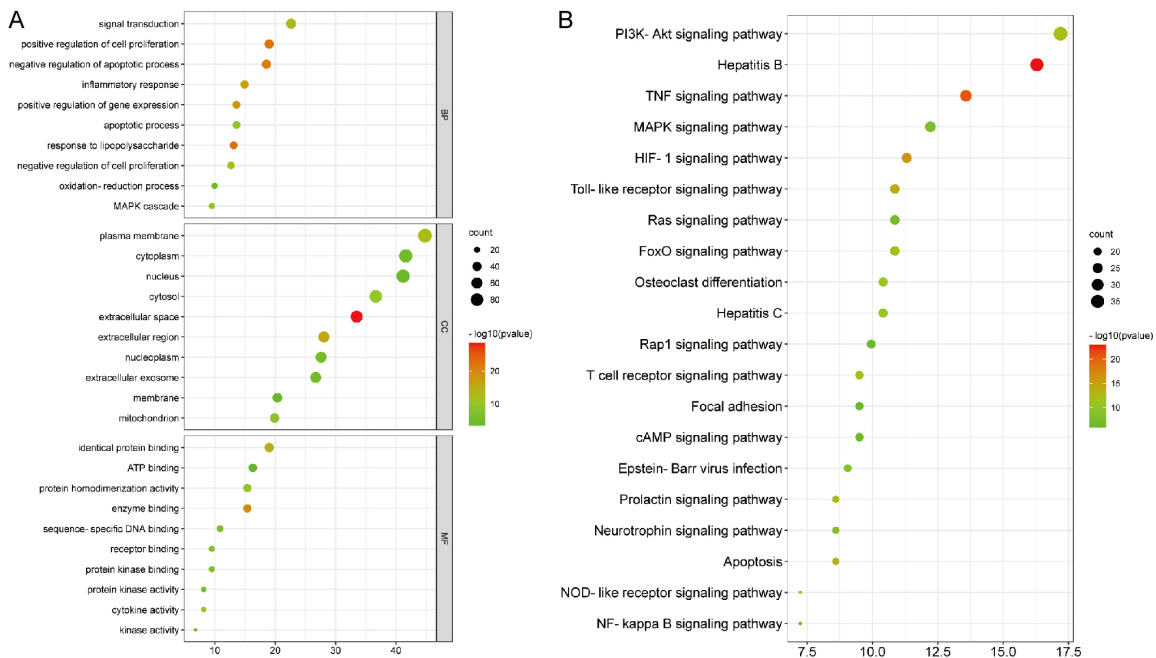 A
signal transduction
positive regulation of cell proliferation
negative regulation of apoptotic process
inflammatory response
positive regulation of gene expression
apoptotic process
response to lipopolysaccharide
negative regulation of cell proliferation
oxidation- reduction process
MAPK cascade
BP
plasma membrane
cytoplasm
nucleus
cytosol
extracellular space
extracellular region
nucleoplasm
extracellular exosome
membrane
mitochondrion
CC
identical protein binding
ATP binding
protein homodimerization activity
enzyme binding
sequence- specific DNA binding
receptor binding
protein kinase binding
protein kinase activity
cytokine activity
kinase activity
MF
10 20 30 40
count
20
40
60
80
- log10(pvalue)
20
10
B
PI3K- Akt signaling pathway
Hepatitis B
TNF signaling pathway
MAPK signaling pathway
HIF- 1 signaling pathway
Toll- like receptor signaling pathway
Ras signaling pathway
FoxO signaling pathway
Osteoclast differentiation
Hepatitis C
Rap1 signaling pathway
T cell receptor signaling pathway
Focal adhesion
cAMP signaling pathway
Epstein- Barr virus infection
Prolactin signaling pathway
Neurotrophin signaling pathway
Apoptosis
NOD- like receptor signaling pathway
NF- kappa B signaling pathway
7.5 10.0 12.5 15.0 17.5
count
20
25
30
35
- log10(pvalue)
20
15
10